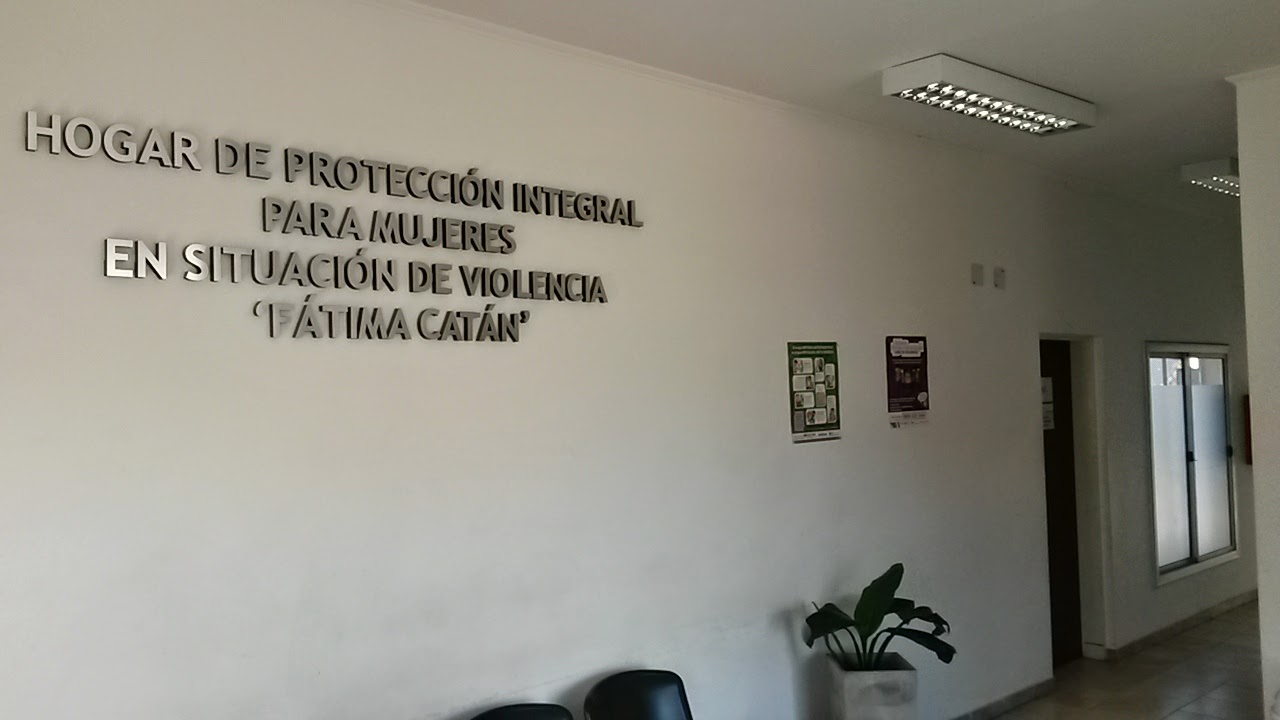 HOGAR DE PROTECCIÓN INTEGRAL
PARA MUJERES
EN SITUACIÓN DE VIOLENCIA
‘FÁTIMA CATÁN’